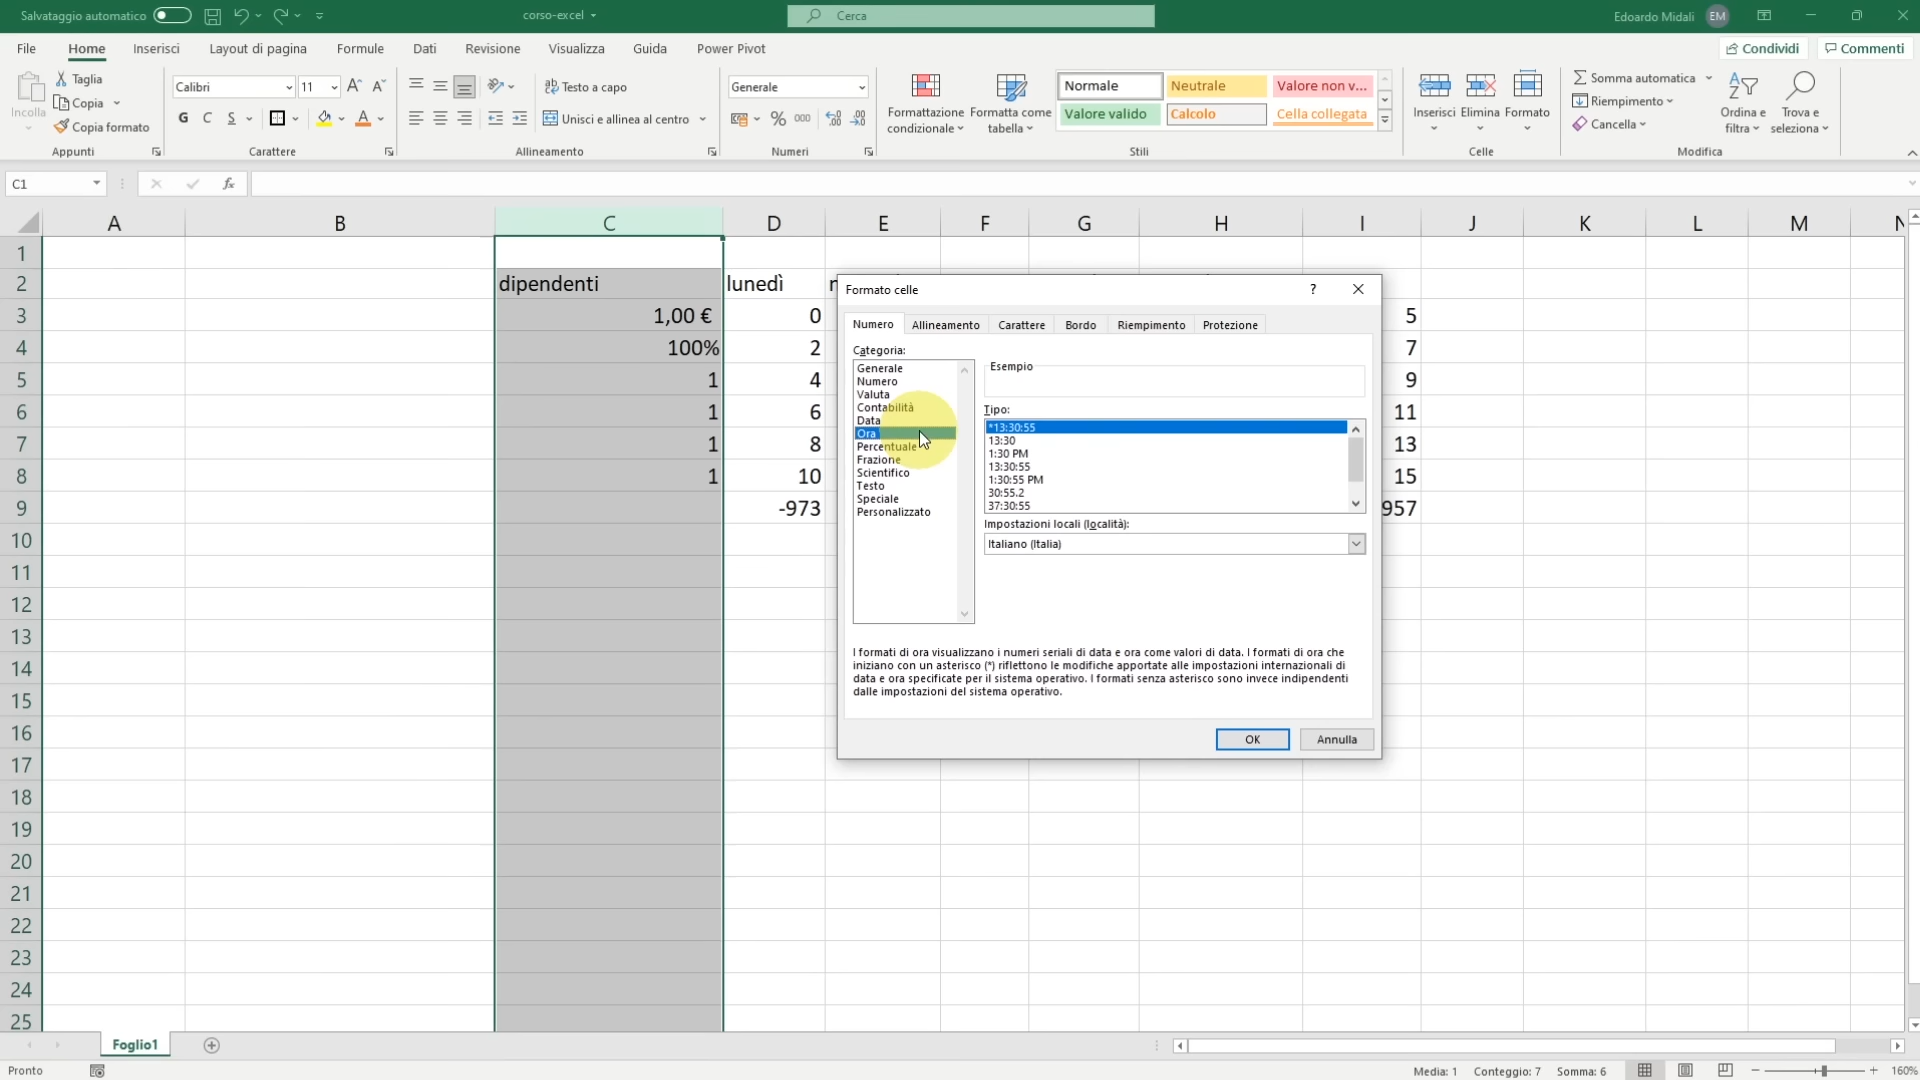 Salvataggio automatico
corso-excel
Cerca
Edoardo Midali EM
File Home Inserisci Layout di pagina Formule Dati Revisione Visualizza Guida Power Pivot
Condividi Commenti
Incolla
Taglia
Copia
Copia formato
Appunti
Calibri 11
G C S
Carattere
Testo a capo
Unisci e allinea al centro
Allineamento
Generale
% 000
Numeri
Formattazione condizionale
Formatta come tabella
Normale Neutrale Valore non v...
Valore valido Calcolo Cella collegata
Stili
Inserisci Elimina Formato
Celle
Somma automatica
Riempimento
Cancella
Ordina e filtra
Trova e seleziona
Modifica
C1
fx
A B C D E F G H I J K L M N
1
2 dipendenti lunedì
3 1,00 € 0 5
4 100% 2 7
5 1 4 9
6 1 6 11
7 1 8 13
8 1 10 15
9 -973 957
10
11
12
13
14
15
16
17
18
19
20
21
22
23
24
25
Formato celle
?
Numero Allineamento Carattere Bordo Riempimento Protezione
Categoria:
Generale
Numero
Valuta
Contabilità
Data
Ora
Percentuale
Frazione
Scientifico
Testo
Speciale
Personalizzato
Esempio
Tipo:
*13:30:55
13:30
1:30 PM
13:30:55
1:30:55 PM
30:55.2
37:30:55
Impostazioni locali (località):
Italiano (Italia)
I formati di ora visualizzano i numeri seriali di data e ora come valori di data. I formati di ora che
iniziano con un asterisco (*) riflettono le modifiche apportate alle impostazioni internazionali di
data e ora specificate per il sistema operativo. I formati senza asterisco sono invece indipendenti
dalle impostazioni del sistema operativo.
OK Annulla
Foglio1
Pronto
Media: 1 Conteggio: 7 Somma: 6 160%